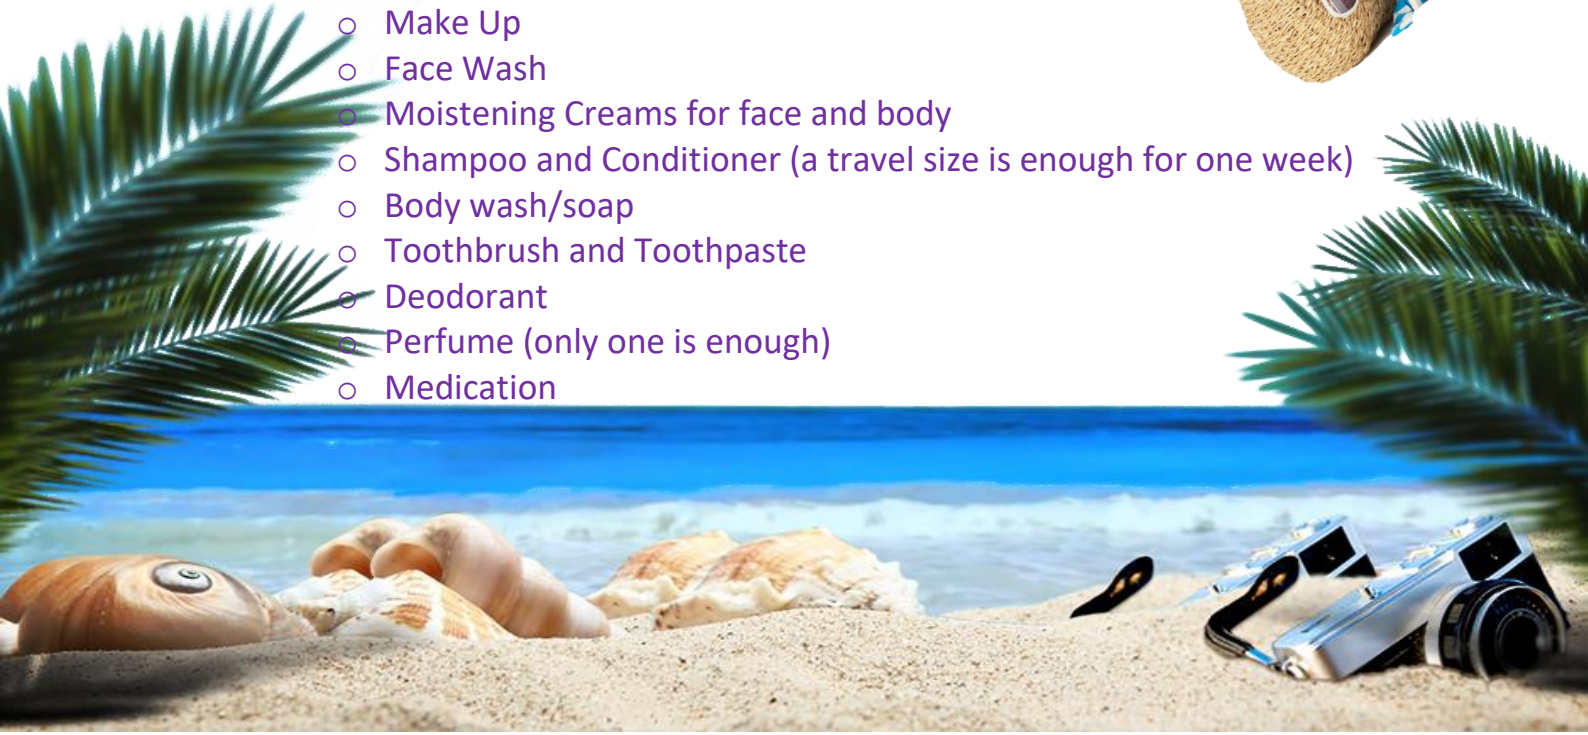 o Make Up
o Face Wash
o Moistening Creams for face and body
o Shampoo and Conditioner (a travel size is enough for one week)
o Body wash/soap
o Toothbrush and Toothpaste
o Deodorant
o Perfume (only one is enough)
o Medication